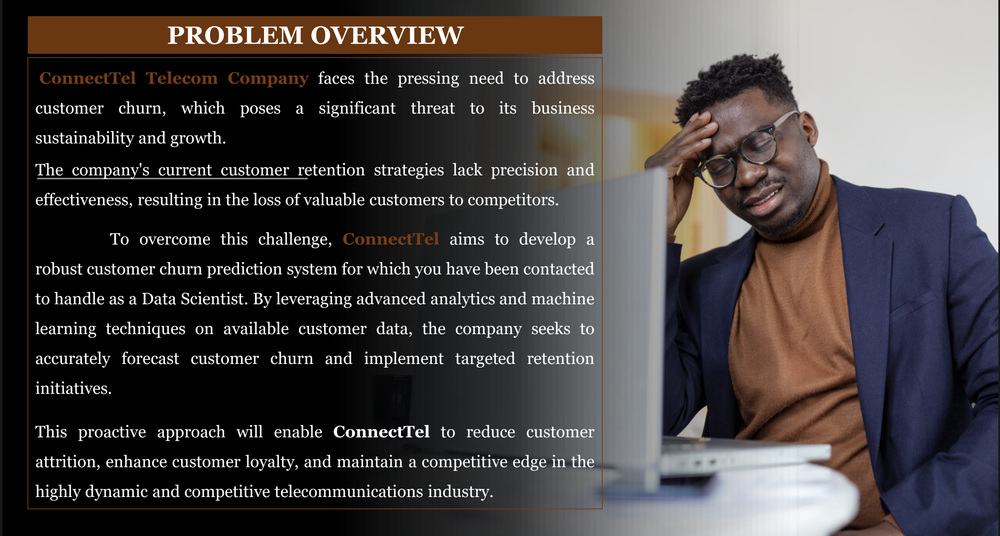 PROBLEM OVERVIEW
ConnectTel Telecom Company faces the pressing need to address
customer churn, which poses a significant threat to its business
sustainability and growth.
The company's current customer retention strategies lack precision and
effectiveness, resulting in the loss of valuable customers to competitors.
To overcome this challenge, ConnectTel aims to develop a
robust customer churn prediction system for which you have been contacted
to handle as a Data Scientist. By leveraging advanced analytics and machine
learning techniques on available customer data, the company seeks to
accurately forecast customer churn and implement targeted retention
initiatives.
This proactive approach will enable ConnectTel to reduce customer
attrition, enhance customer loyalty, and maintain a competitive edge in the
highly dynamic and competitive telecommunications industry.